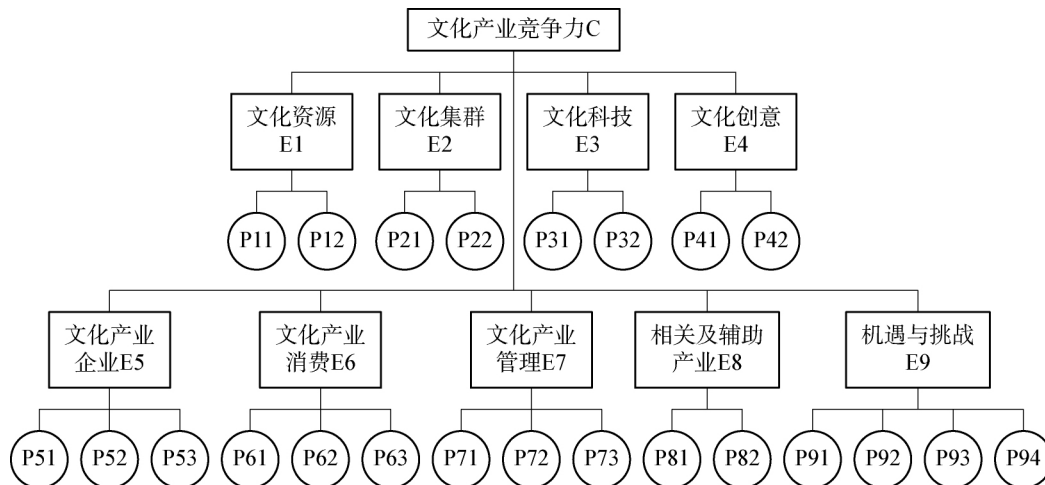 文化产业竞争力C
文化资源
E1
文化集群
E2
文化科技
E3
文化创意
E4
P11
P12
P21
P22
P31
P32
P41
P42
文化产业
企业E5
文化产业
消费E6
文化产业
管理E7
相关及辅助
产业E8
机遇与挑战
E9
P51
P52
P53
P61
P62
P63
P71
P72
P73
P81
P82
P91
P92
P93
P94